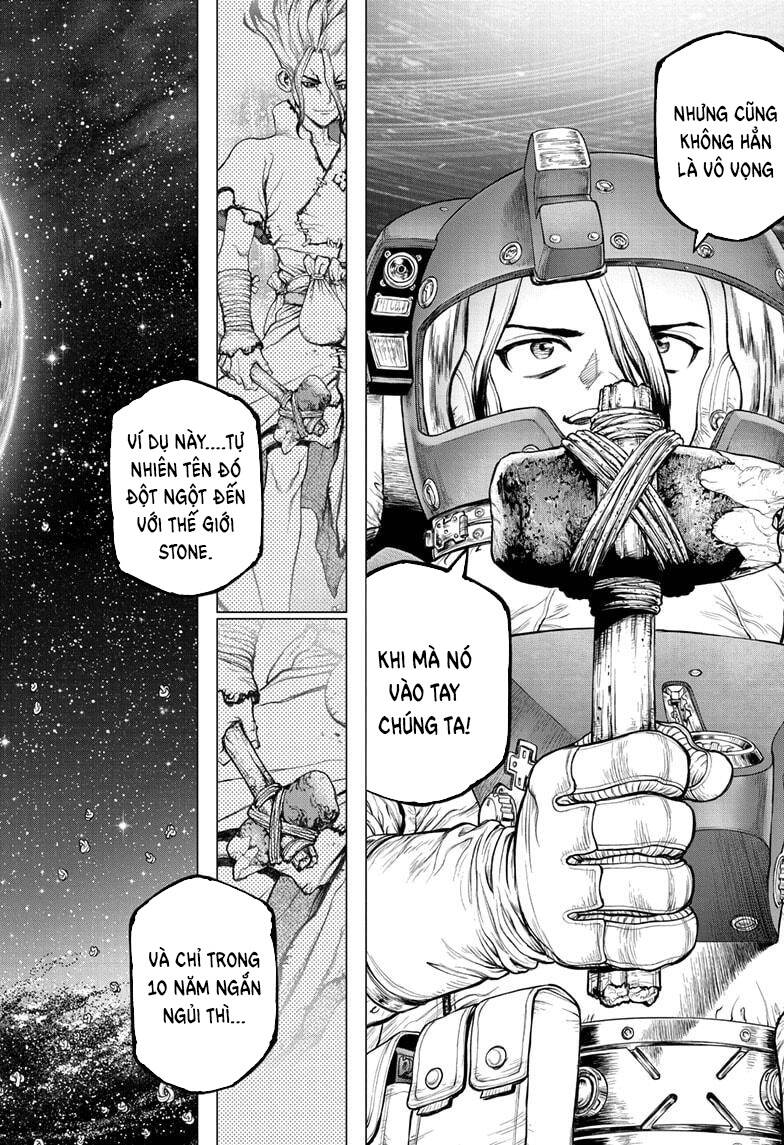 NHƯNG CŨNG
KHÔNG HẲN
LÀ VÔ VỌNG
KHI MÀ NÓ
VÀO TAY
CHÚNG TA!
VÍ DỤ NÀY....TỰ
NHIÊN TÊN ĐÓ
ĐỘT NGỘT ĐẾN
VỚI THẾ GIỚI
STONE.
VÀ CHỈ TRONG
10 NĂM NGẮN
NGỦI THÌ...